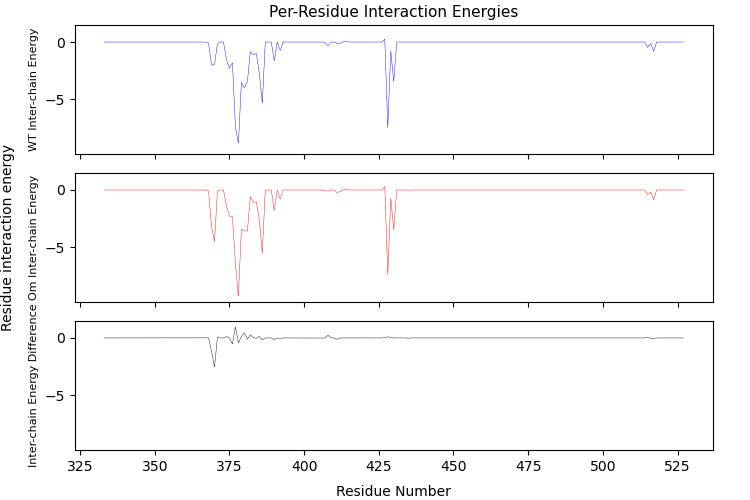 Per-Residue Interaction Energies
Residue interaction energy
WT Inter-chain Energy
0
−5
Om Inter-chain Energy
0
−5
Inter-chain Energy Difference
0
−5
325 350 375 400 425 450 475 500 525
Residue Number